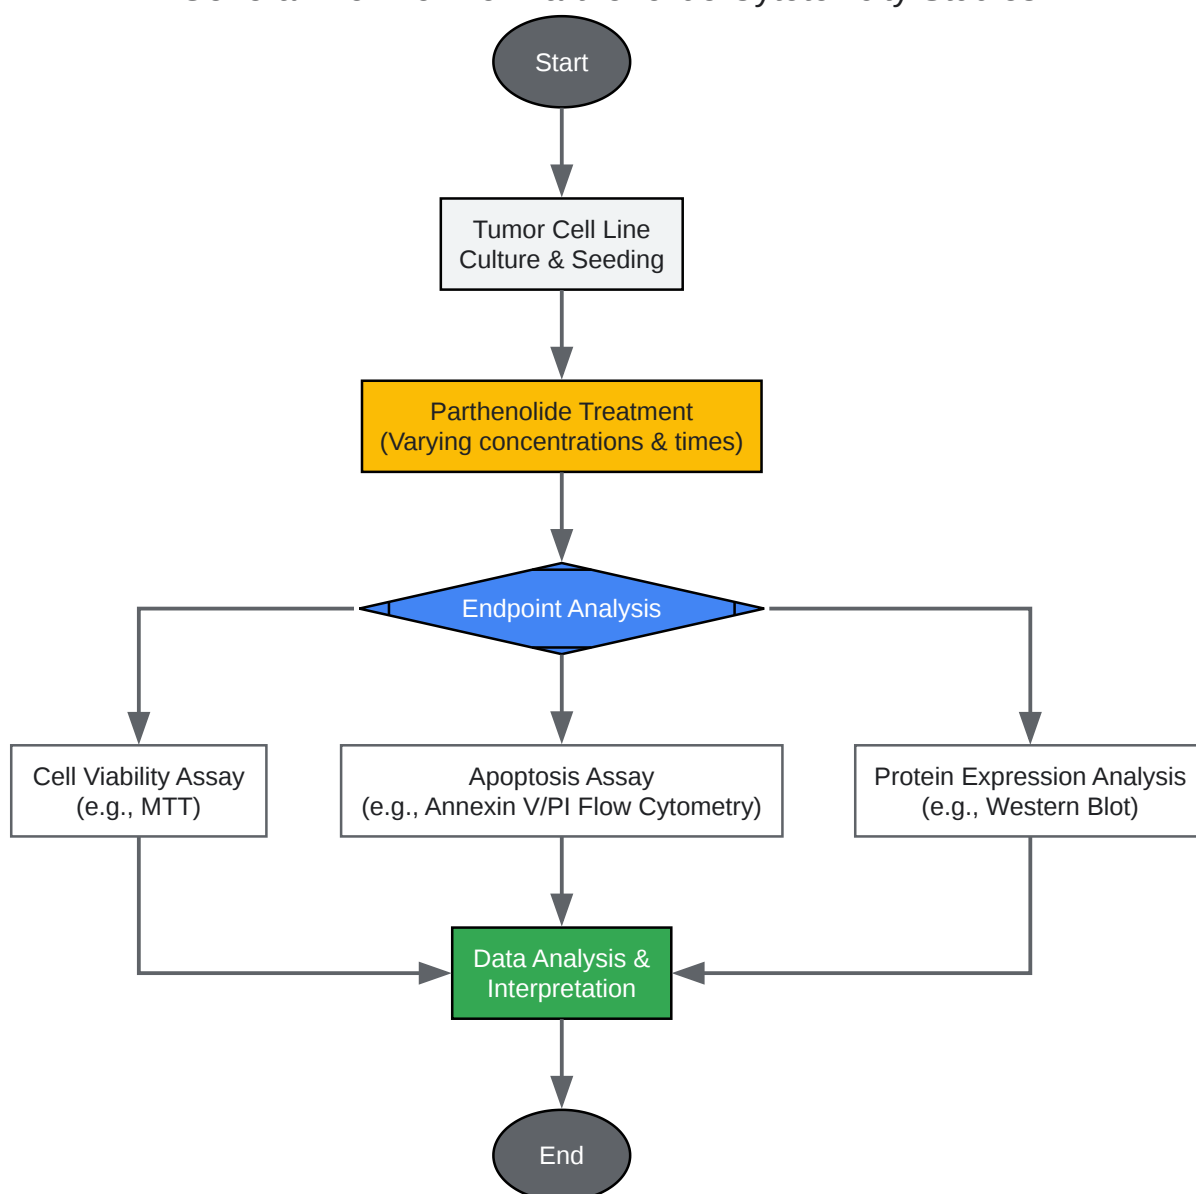 Start
Tumor Cell Line
Culture & Seeding
Parthenolide Treatment
(Varying concentrations & times)
Endpoint Analysis
Cell Viability Assay
(e.g., MTT)
Apoptosis Assay
(e.g., Annexin V/PI Flow Cytometry)
Protein Expression Analysis
(e.g., Western Blot)
Data Analysis &
Interpretation
End